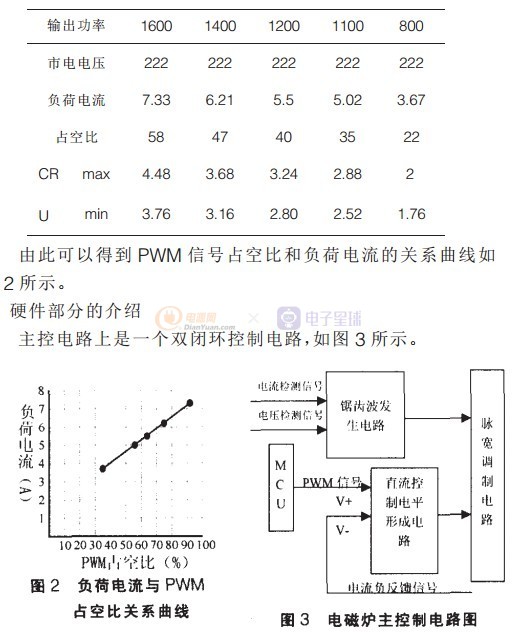 输出功率 1600 1400 1200 1100 800
市电电压 222 222 222 222 222
负荷电流 7.33 6.21 5.5 5.02 3.67
占空比 58 47 40 35 22
CR max 4.48 3.68 3.24 2.88 2
U min 3.76 3.16 2.80 2.52 1.76
由此可以得到 PWM 信号占空比和负荷电流的关系曲线如
2 所示。
硬件部分的介绍
电源网 DianYuan.com × 电子星球
主控电路上是一个双闭环控制电路,如图 3 所示。
负荷电流(A)
8
7
6
5
4
3
2
1
10 20 30 40 50 60 70 80 90 100
PWM占空比(%)
图 2 负荷电流与 PWM
占空比关系曲线
电流检测信号
电压检测信号
锯齿波发
生电路
脉宽调制电路
MCU
PWM 信号
V+
V-
直流控
制电平
形成电
路
电流负反馈信号
图 3 电磁炉主控制电路图